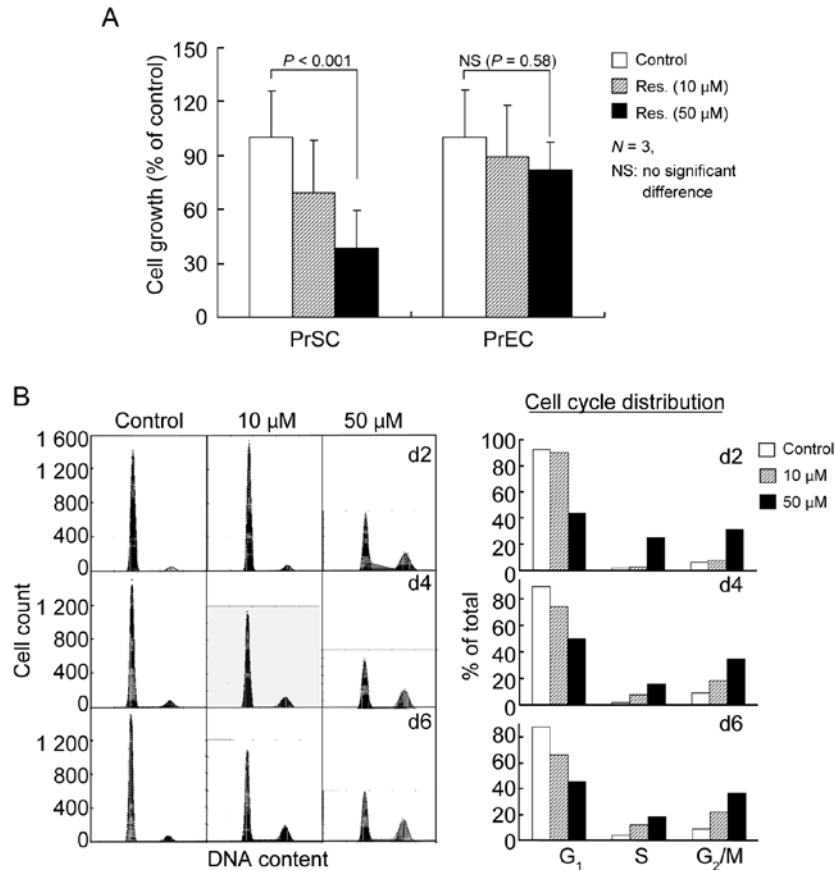 A
Cell growth (% of control)
150
120
90
60
30
0
P < 0.001
NS (P = 0.58)
PrSC
PrEC
Control
Res. (10 µM)
Res. (50 µM)
N = 3,
NS: no significant
difference
B
Control
10 µM
50 µM
Cell count
1 600
1 200
800
400
0
d2
1 200
800
400
0
d4
1 200
800
400
0
d6
DNA content
Cell cycle distribution
% of total
100
80
60
40
20
0
d2
Control
10 µM
50 µM
80
60
40
20
0
d4
80
60
40
20
0
d6
G1
S
G2/M